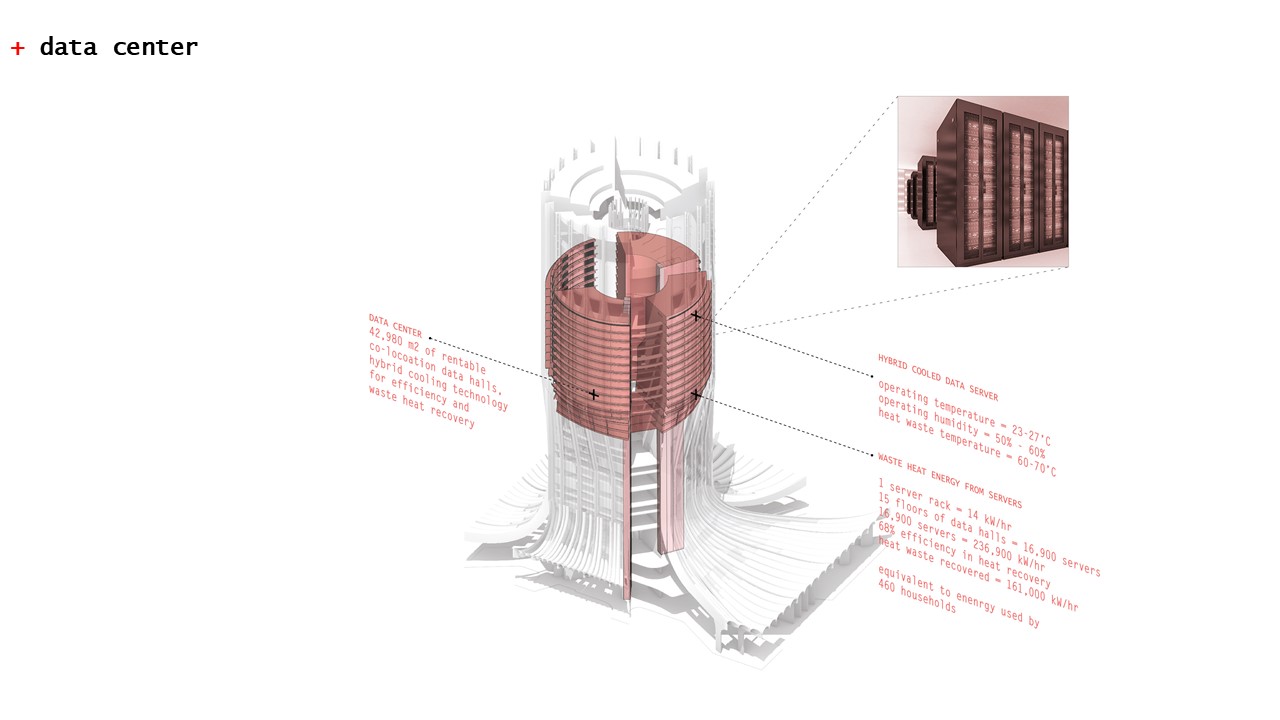 + data center
DATA CENTER
42,980 m2 of rentable
co-locoation data halls,
hybrid cooling technology
for efficiency and
waste heat recovery
HYBRID COOLED DATA SERVER
operating temperature = 23-27°C
operating humidity = 50% - 60%
heat waste temperature = 60-70°C
WASTE HEAT ENERGY FROM SERVERS
1 server rack = 14 kW/hr
15 floors of data halls = 16,900 servers
16,900 servers = 236,900 kW/hr
68% efficiency in heat recovery
heat waste recovered = 161,000 kW/hr
equivalent to enenrgy used by
460 households